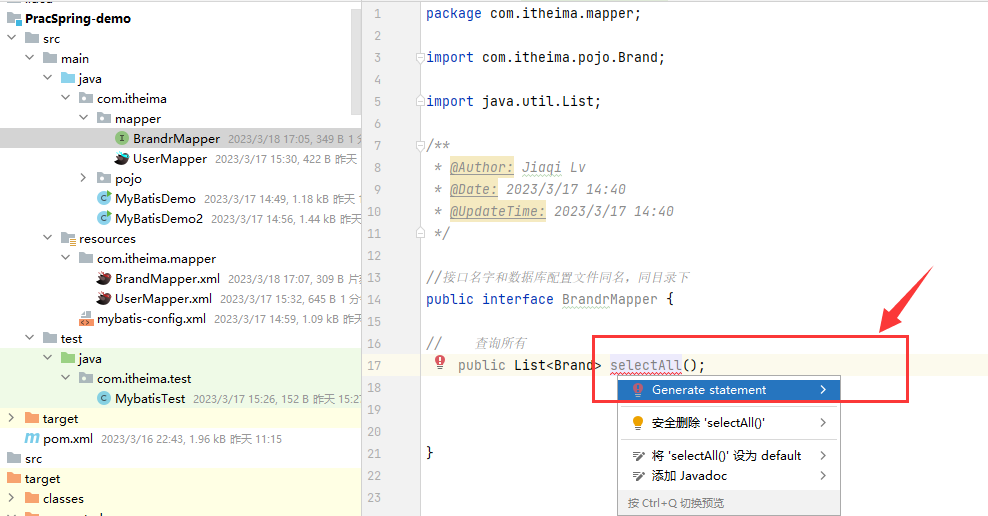 PracSpring-demo
src
main
java
com.itheima
mapper
BrandrMapper 2023/3/18 17:05, 349 B 1
UserMapper 2023/3/17 15:30, 422 B 昨天
pojo
MyBatisDemo 2023/3/17 14:49, 1.18 kB 昨天 1
MyBatisDemo2 2023/3/17 14:56, 1.44 kB 昨天
resources
com.itheima.mapper
BrandMapper.xml 2023/3/18 17:07, 309 B 片
UserMapper.xml 2023/3/17 15:32, 645 B 1 分
mybatis-config.xml 2023/3/17 14:59, 1.09 kB 昨天
test
java
com.itheima.test
MybatisTest 2023/3/17 15:26, 152 B 昨天 15:27
target
m pom.xml 2023/3/16 22:43, 1.96 kB 昨天 11:15
src
target
classes
1 package com.itheima.mapper;
2
3 import com.itheima.pojo.Brand;
4
5 import java.util.List;
6
7 /**
8 * @Author: Jiaqi Lv
9 * @Date: 2023/3/17 14:40
10 * @UpdateTime: 2023/3/17 14:40
11 */
12
13 //接口名字和数据库配置文件同名，同目录下
14 public interface BrandrMapper {
15
16 // 查询所有
17 public List<Brand> selectAll();
18
19
20
21 }
22
23
Generate statement
安全删除 'selectAll()'
将 'selectAll()' 设为 default
添加 Javadoc
按 Ctrl+Q 切换预览